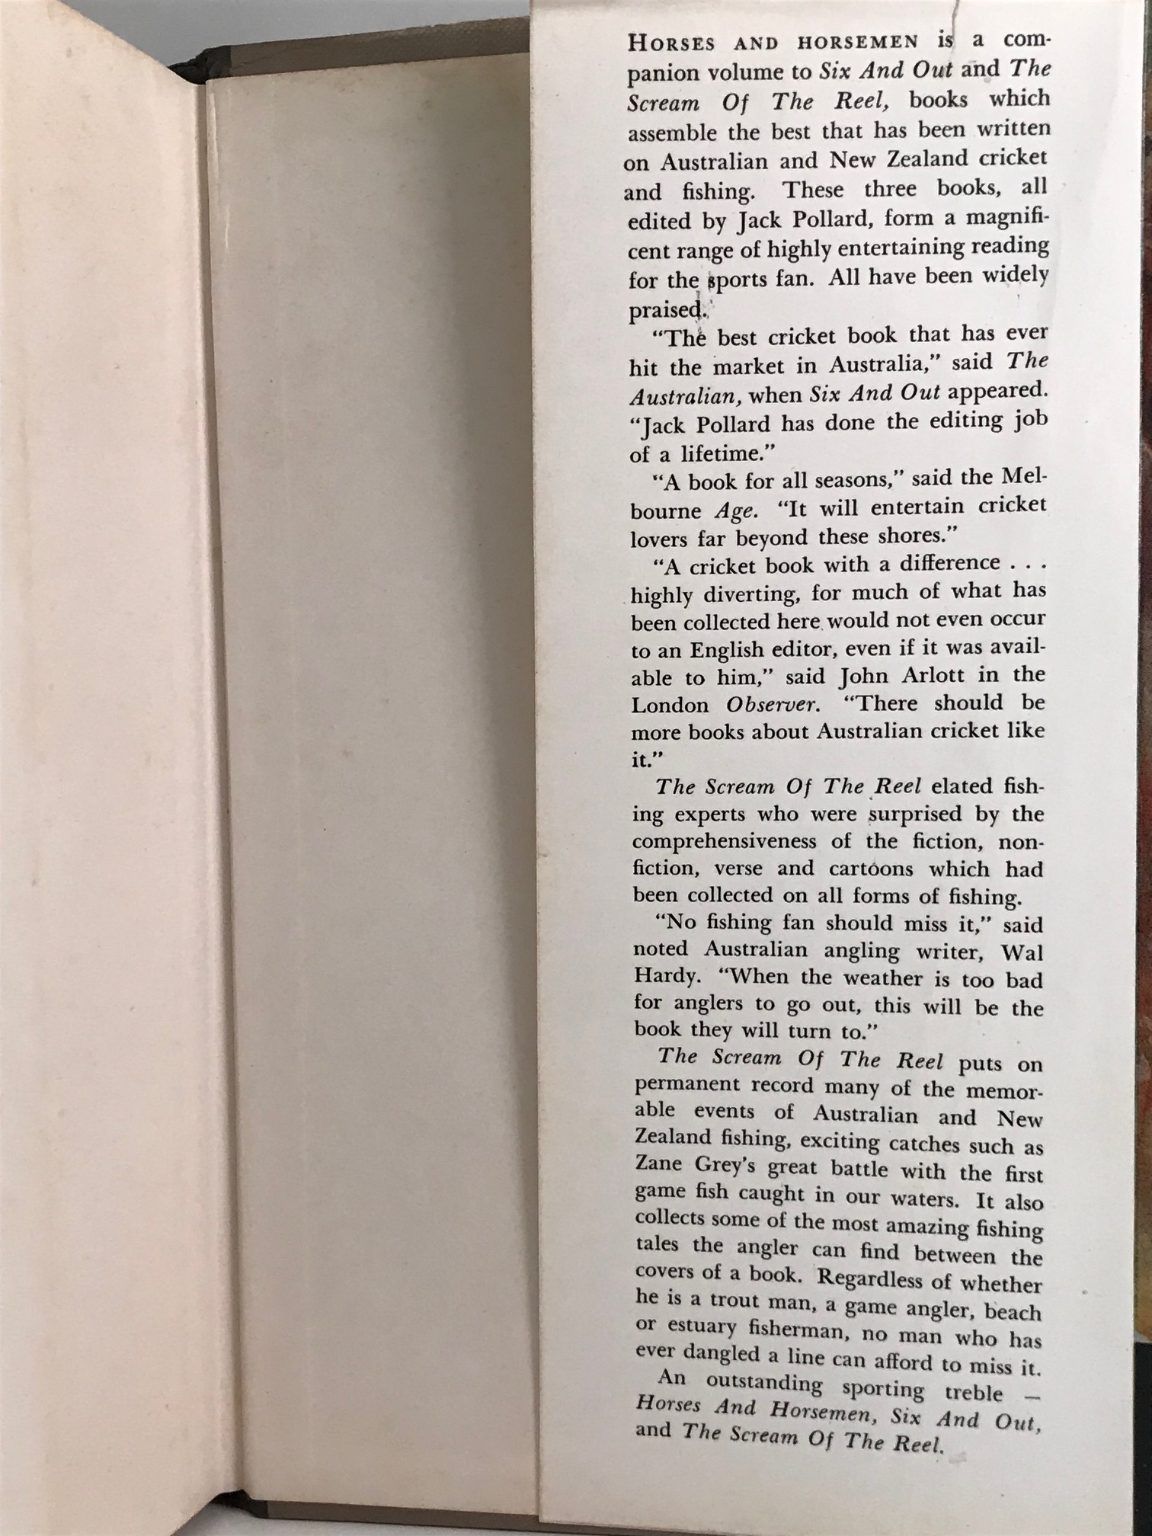 HORSES AND HORSEMEN is a com-
panion volume to Six And Out and The
Scream Of The Reel, books which
assemble the best that has been written
on Australian and New Zealand cricket
and fishing. These three books, all
edited by Jack Pollard, form a magnifi-
cent range of highly entertaining reading
for the sports fan. All have been widely
praised.
"The best cricket book that has ever
hit the market in Australia," said The
Australian, when Six And Out appeared.
"Jack Pollard has done the editing job
of a lifetime."
"A book for all seasons," said the Mel-
bourne Age. "It will entertain cricket
lovers far beyond these shores."
"A cricket book with a difference . . .
highly diverting, for much of what has
been collected here would not even occur
to an English editor, even if it was avail-
able to him," said John Arlott in the
London Observer. "There should be
more books about Australian cricket like
it."
The Scream Of The Reel elated fish-
ing experts who were surprised by the
comprehensiveness of the fiction, non-
fiction, verse and cartoons which had
been collected on all forms of fishing.
"No fishing fan should miss it," said
noted Australian angling writer, Wal
Hardy. "When the weather is too bad
for anglers to go out, this will be the
book they will turn to."
The Scream Of The Reel puts on
permanent record many of the memor-
able events of Australian and New
Zealand fishing, exciting catches such as
Zane Grey's great battle with the first
game fish caught in our waters. It also
collects some of the most amazing fishing
tales the angler can find between the
covers of a book. Regardless of whether
he is a trout man, a game angler, beach
or estuary fisherman, no man who has
ever dangled a line can afford to miss it.
An outstanding sporting treble —
Horses And Horsemen, Six And Out,
and The Scream Of The Reel.